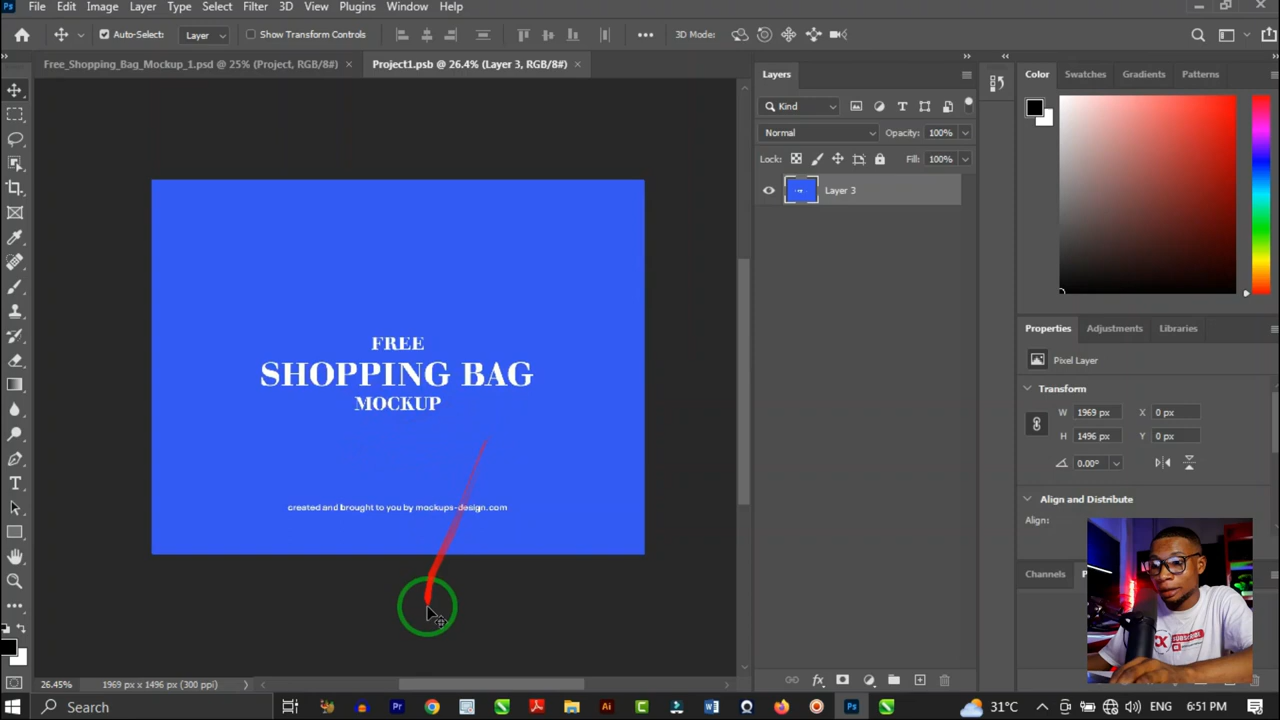 Ps File Edit Image Layer Type Select Filter 3D View Plugins Window Help
Auto-Select: Layer Show Transform Controls 3D Mode:
Free_Shopping_Bag_Mockup_1.psd @ 25% (Project, RGB/8#) × Project1.psb @ 26.4% (Layer 3, RGB/8#) ×
Layers
Kind
Normal Opacity: 100%
Lock: Fill: 100%
Layer 3
Color Swatches Gradients Patterns
Properties Adjustments Libraries
Pixel Layer
Transform
W 1969 px X 0 px
H 1496 px Y 0 px
0.00°
Align and Distribute
Align:
Channels
FREE
SHOPPING BAG
MOCKUP
created and brought to you by mockups-design.com
SUBSCRIBE
26.45% 1969 px x 1496 px (300 ppi)
Search
Pr
Ai
Ps
31°C 6:51 PM